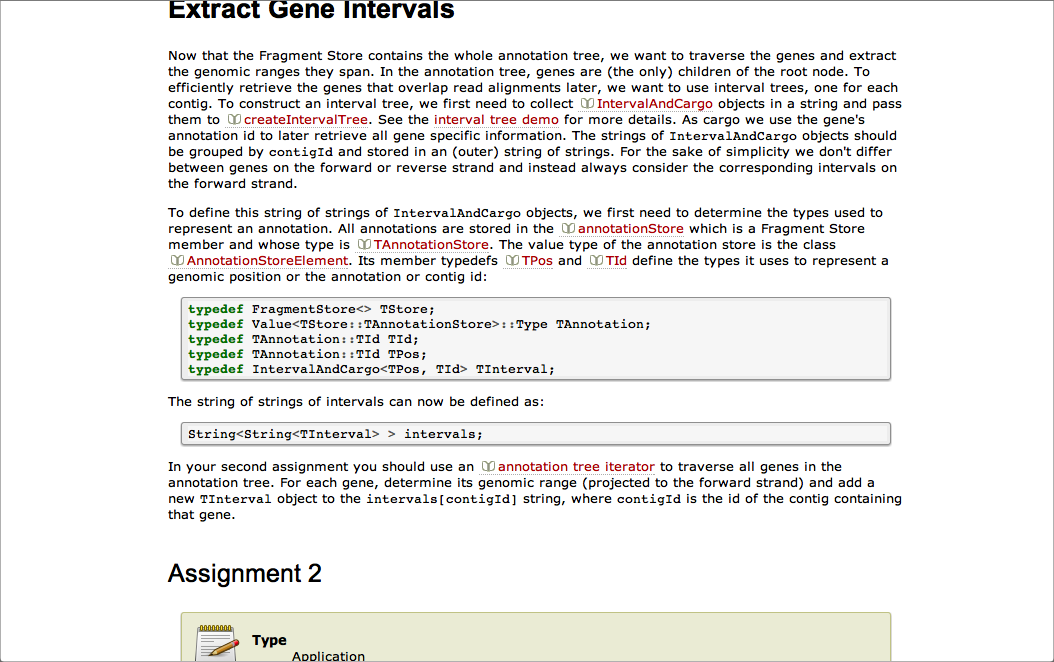 Extract Gene Intervals
Now that the Fragment Store contains the whole annotation tree, we want to traverse the genes and extract
the genomic ranges they span. In the annotation tree, genes are (the only) children of the root node. To
efficiently retrieve the genes that overlap read alignments later, we want to use interval trees, one for each
contig. To construct an interval tree, we first need to collect IntervalAndCargo objects in a string and pass
them to createIntervalTree. See the interval tree demo for more details. As cargo we use the gene's
annotation id to later retrieve all gene specific information. The strings of IntervalAndCargo objects should
be grouped by contigId and stored in an (outer) string of strings. For the sake of simplicity we don't differ
between genes on the forward or reverse strand and instead always consider the corresponding intervals on
the forward strand.
To define this string of strings of IntervalAndCargo objects, we first need to determine the types used to
represent an annotation. All annotations are stored in the annotationStore which is a Fragment Store
member and whose type is TAnnotationStore. The value type of the annotation store is the class
AnnotationStoreElement. Its member typedefs TPos and TId define the types it uses to represent a
genomic position or the annotation or contig id:
typedef FragmentStore<> TStore;
typedef Value<TStore::TAnnotationStore>::Type TAnnotation;
typedef TAnnotation::TId TId;
typedef TAnnotation::TId TPos;
typedef IntervalAndCargo<TPos, TId> TInterval;
The string of strings of intervals can now be defined as:
String<String<TInterval> > intervals;
In your second assignment you should use an annotation tree iterator to traverse all genes in the
annotation tree. For each gene, determine its genomic range (projected to the forward strand) and add a
new TInterval object to the intervals[contigId] string, where contigId is the id of the contig containing
that gene.
Assignment 2
Type
Application